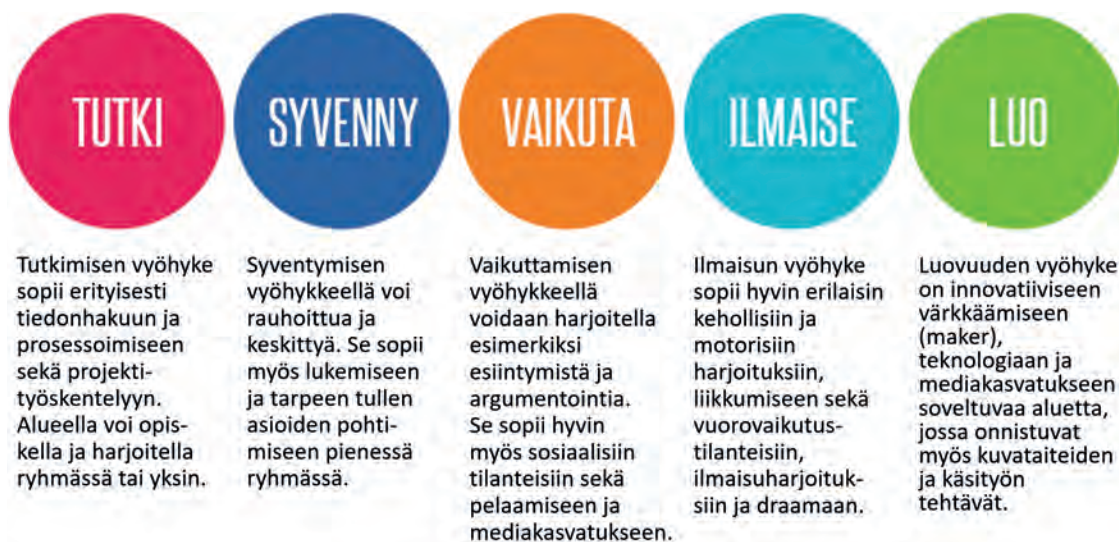 TUTKI
SYVENNY
VAIKUTA
ILMAISE
LUO
Tutkimisen vyöhyke
sopii erityisesti
tiedonhakuun ja
prosessoimiseen
sekä projekti-
työskentelyyn.
Alueella voi opis-
kella ja harjoitella
ryhmässä tai yksin.
Syventymisen
vyöhykkeellä voi
rauhoittua ja
keskittyä. Se sopii
myös lukemiseen
ja tarpeen tullen
asioiden pohti-
miseen pienessä
ryhmässä.
Vaikuttamisen
vyöhykkeellä
voidaan harjoitella
esimerkiksi
esiintymistä ja
argumentointia.
Se sopii hyvin
myös sosiaalisiin
tilanteisiin sekä
pelaamiseen ja
mediakasvatukseen.
Ilmaisun vyöhyke
sopii hyvin erilaisin
kehollisiin ja
motorisiin
harjoituksiin,
liikkumiseen sekä
vuorovaikutus-
tilanteisiin,
ilmaisuharjoituk-
siin ja draamaan.
Luovuuden vyöhyke
on innovatiiviseen
värkkäämiseen
(maker),
teknologiaan ja
mediakasvatukseen
soveltuvaa aluetta,
jossa onnistuvat
myös kuvataiteiden
ja käsityön
tehtävät.